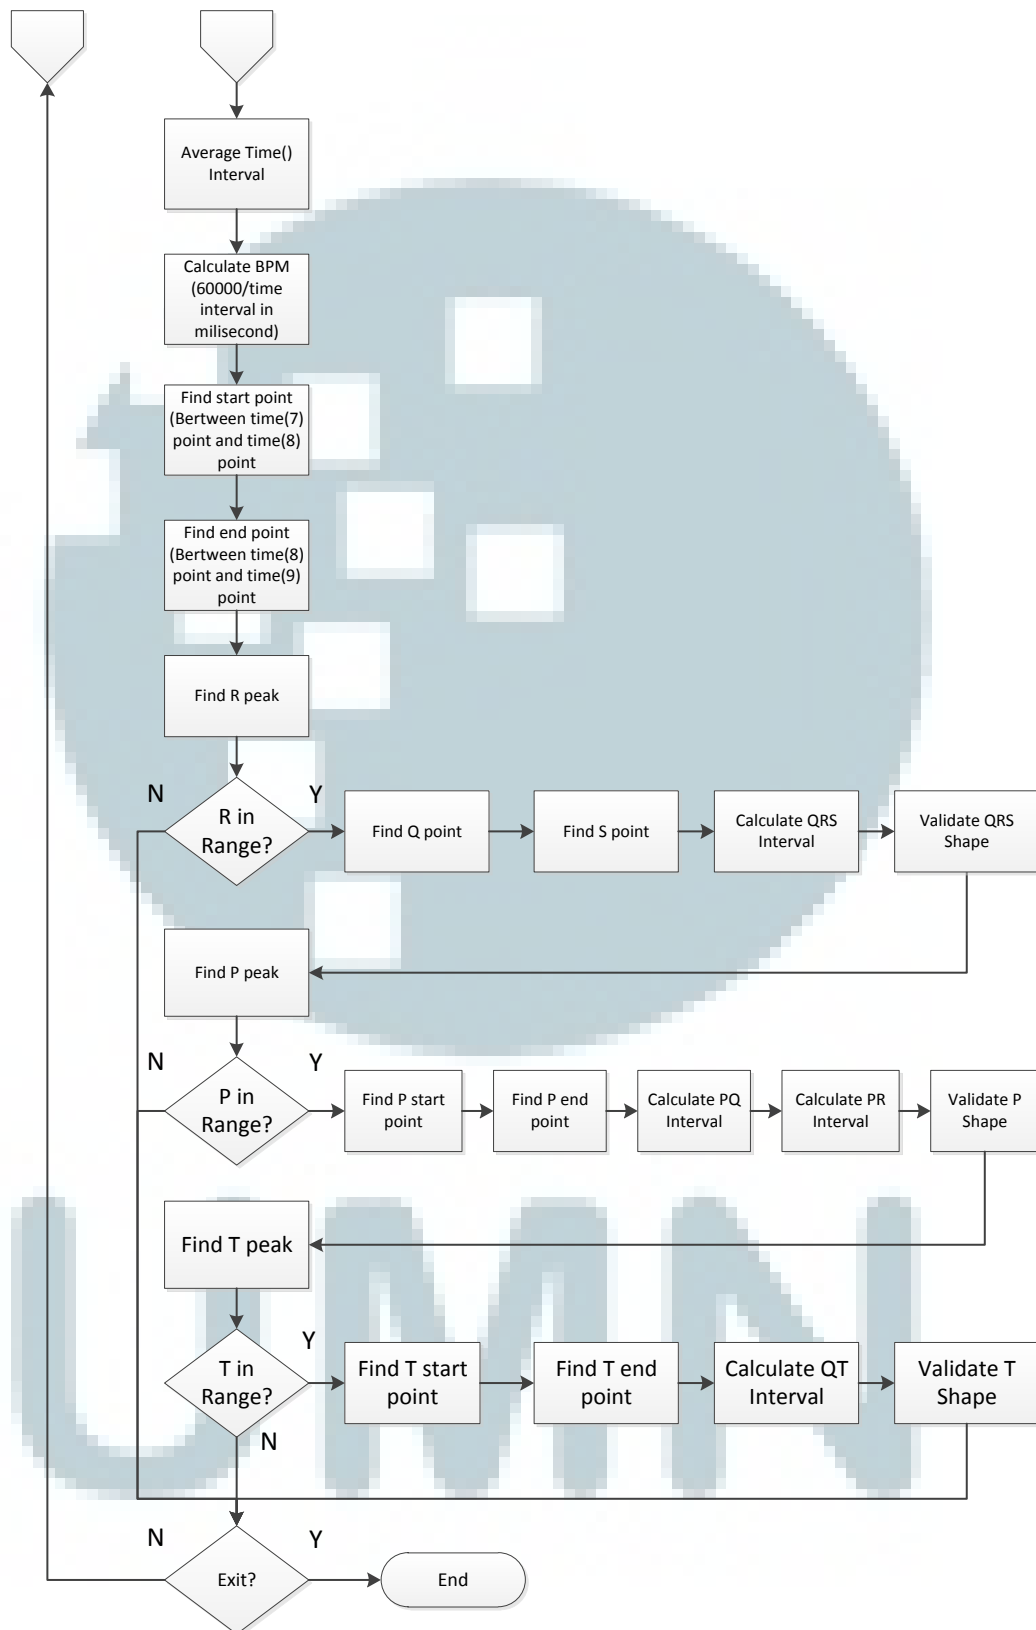 Average Time()
Interval
Calculate BPM
(60000/time
interval in
milisecond)
Find start point
(Bertween time(7)
point and time(8)
point
Find end point
(Bertween time(8)
point and time(9)
point
Find R peak
N
Y
R in
Range?
Find Q point
Find S point
Calculate QRS
Interval
Validate QRS
Shape
Find P peak
N
Y
P in
Range?
Find P start
point
Find P end
point
Calculate PQ
Interval
Calculate PR
Interval
Validate P
Shape
Find T peak
Y
T in
Range?
N
Find T start
point
Find T end
point
Calculate QT
Interval
Validate T
Shape
UMN
N
Y
Exit?
End